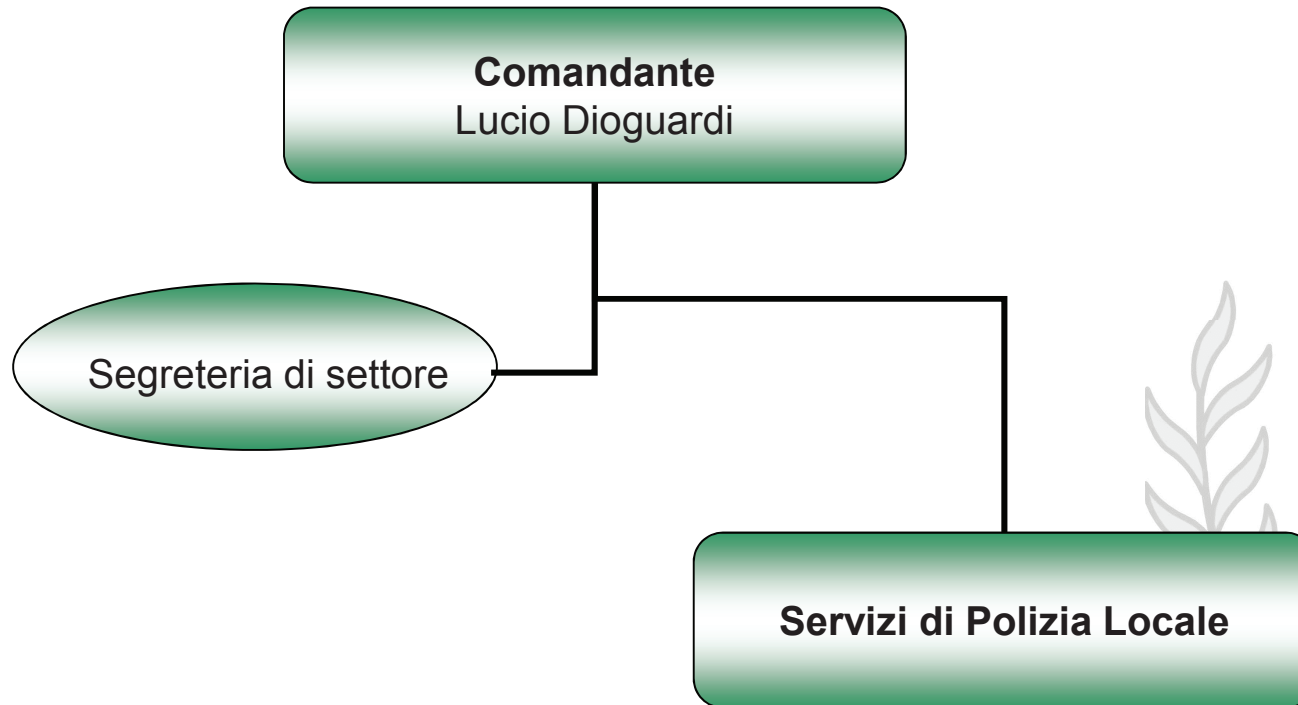 Comandante
Lucio Dioguardi
Segreteria di settore
Servizi di Polizia Locale